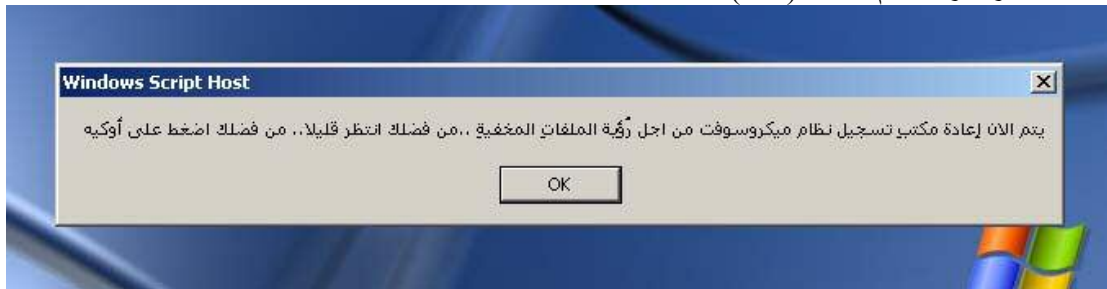 Windows Script Host
يتم الان إعادة مكتب تسجيل نظام ميكروسوفت من اجل رُؤية الملفات المخفية ..من فضلك انتظر قليلا.. من فضلك اضغط على أوكيه
OK